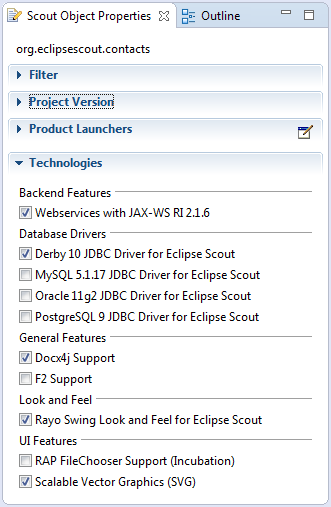 Scout Object Properties
Outline
org.eclipsescout.contacts
Filter
Project Version
Product Launchers
Technologies
Backend Features
Webservices with JAX-WS RI 2.1.6
Database Drivers
Derby 10 JDBC Driver for Eclipse Scout
MySQL 5.1.17 JDBC Driver for Eclipse Scout
Oracle 11g2 JDBC Driver for Eclipse Scout
PostgreSQL 9 JDBC Driver for Eclipse Scout
General Features
Docx4j Support
F2 Support
Look and Feel
Rayo Swing Look and Feel for Eclipse Scout
UI Features
RAP FileChooser Support (Incubation)
Scalable Vector Graphics (SVG)